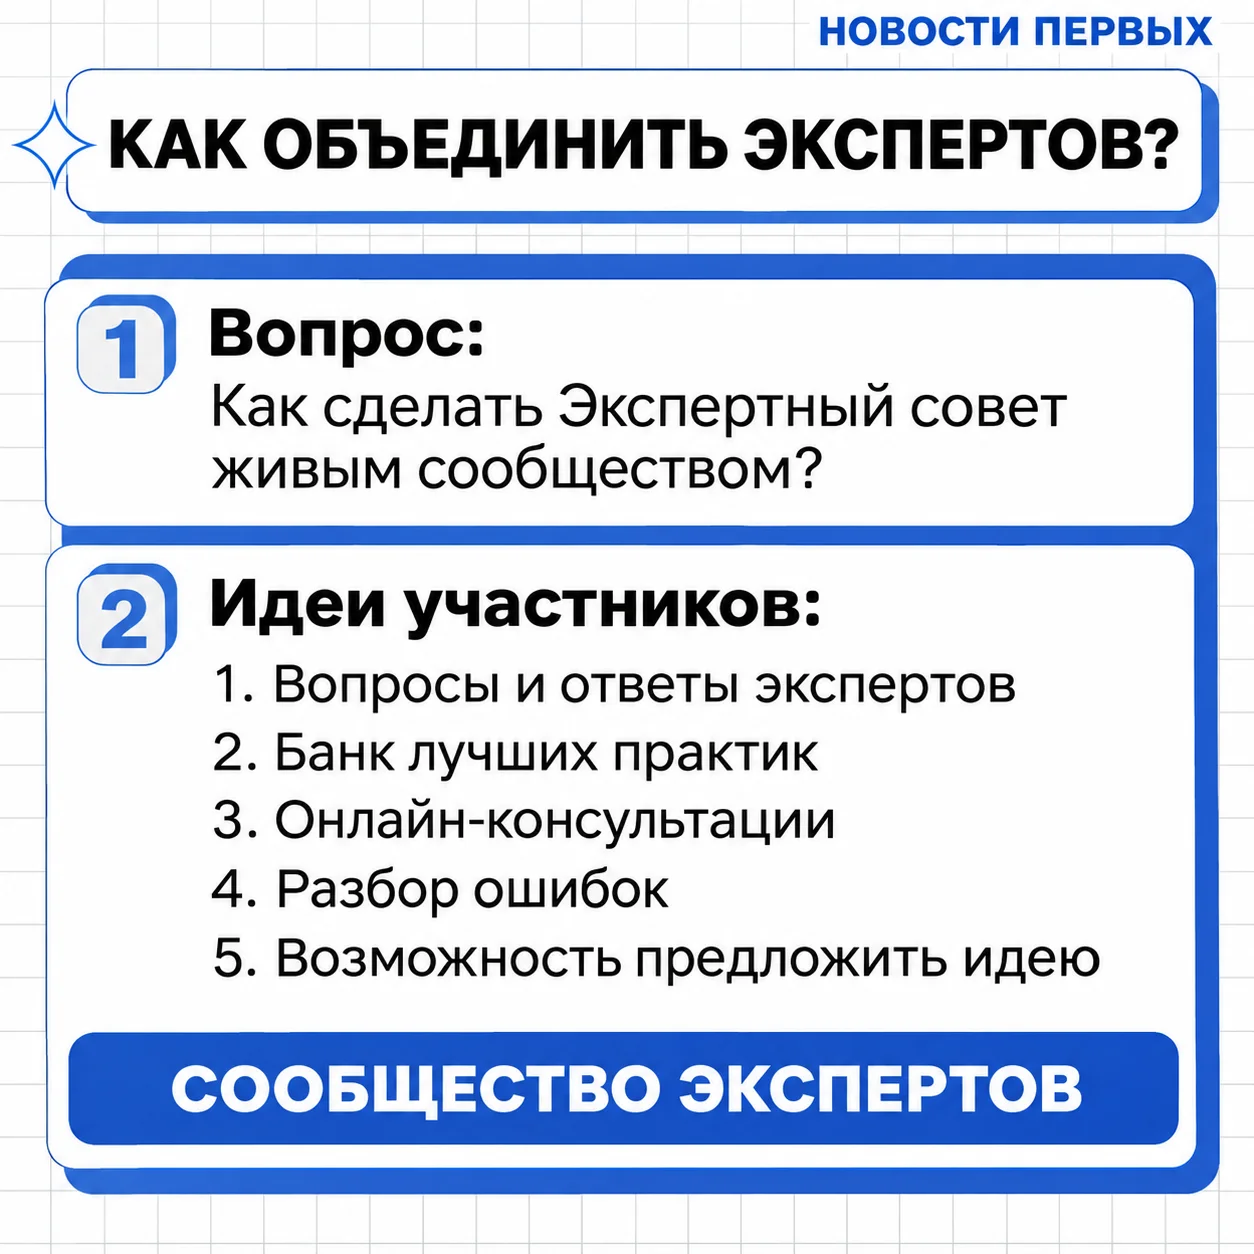 НОВОСТИ ПЕРВЫХ
КАК ОБЪЕДИНИТЬ ЭКСПЕРТОВ?
1
Вопрос:
Как сделать Экспертный совет
живым сообществом?
2
Идеи участников:
1. Вопросы и ответы экспертов
2. Банк лучших практик
3. Онлайн-консультации
4. Разбор ошибок
5. Возможность предложить идею
СООБЩЕСТВО ЭКСПЕРТОВ